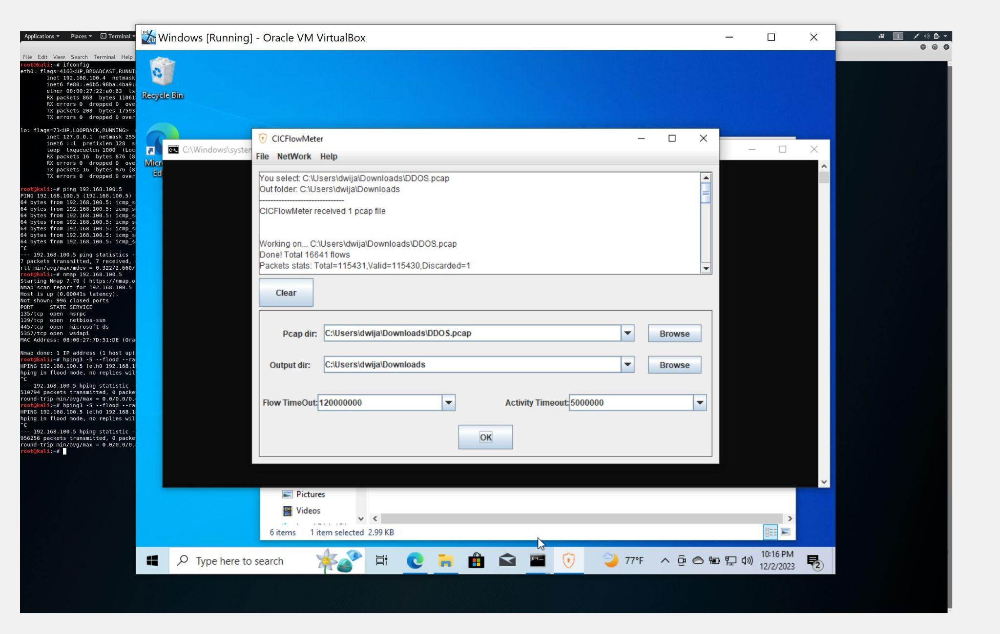 Applications
Places
Terminal
1
File Edit View Search Terminal Help
root@kali:~# ifconfig
eth0: flags=4163<UP,BROADCAST,RUNNI
inet 192.168.100.4 netmask
inet6 fe80::e6b5:98ba:4ba9:
ether 08:00:27:22:a0:63 tx
RX packets 868 bytes 11061
RX errors 0 dropped 0 ove
TX packets 208 bytes 17593
TX errors 0 dropped 0 over
lo: flags=73<UP,LOOPBACK,RUNNING>
inet 127.0.0.1 netmask 255
inet6 ::1 prefixlen 128 s
loop txqueuelen 1000 (Loc
RX packets 16 bytes 876 (8
RX errors 0 dropped 0 ove
TX packets 16 bytes 876 (8
TX errors 0 dropped 0 over
root@kali:~# ping 192.168.100.5
PING 192.168.100.5 (192.168.100.5)
64 bytes from 192.168.100.5: icmp_s
64 bytes from 192.168.100.5: icmp_s
64 bytes from 192.168.100.5: icmp_s
64 bytes from 192.168.100.5: icmp_s
64 bytes from 192.168.100.5: icmp_s
64 bytes from 192.168.100.5: icmp_s
64 bytes from 192.168.100.5: icmp_s
^C
--- 192.168.100.5 ping statistics -
7 packets transmitted, 7 received,
rtt min/avg/max/mdev = 0.322/2.660/
root@kali:~# nmap 192.168.100.5
Starting Nmap 7.70 ( https://nmap.o
Nmap scan report for 192.168.100.5
Host is up (0.00041s latency).
Not shown: 996 closed ports
PORT STATE SERVICE
135/tcp open msrpc
139/tcp open netbios-ssn
445/tcp open microsoft-ds
5357/tcp open wsdapi
MAC Address: 08:00:27:7D:51:DE (Ora
Nmap done: 1 IP address (1 host up)
root@kali:~# hping3 -S --flood --ra
HPING 192.168.100.5 (eth0 192.168.1
hping in flood mode, no replies wil
^C
--- 192.168.100.5 hping statistic -
510794 packets transmitted, 0 packe
round-trip min/avg/max = 0.0/0.0/0.
root@kali:~# hping3 -S --flood --ra
HPING 192.168.100.5 (eth0 192.168.1
hping in flood mode, no replies wil
^C
--- 192.168.100.5 hping statistic -
956256 packets transmitted, 0 packe
round-trip min/avg/max = 0.0/0.0/0.
root@kali:~#
Windows [Running] - Oracle VM VirtualBox
Recycle Bin
Micr
Ed
C:\Windows\system
CICFlowMeter
File NetWork Help
You select: C:\Users\dwija\Downloads\DDOS.pcap
Out folder: C:\Users\dwija\Downloads
-------------------------------
CICFlowMeter received 1 pcap file
Working on... C:\Users\dwija\Downloads\DDOS.pcap
Done! Total 16641 flows
Packets stats: Total=115431,Valid=115430,Discarded=1
Clear
Pcap dir: C:\Users\dwija\Downloads\DDOS.pcap Browse
Output dir: C:\Users\dwija\Downloads Browse
Flow TimeOut: 120000000 Activity Timeout: 5000000
OK
Pictures
Videos
6 items 1 item selected 2.99 KB
Type here to search
77°F
10:16 PM
12/2/2023
2